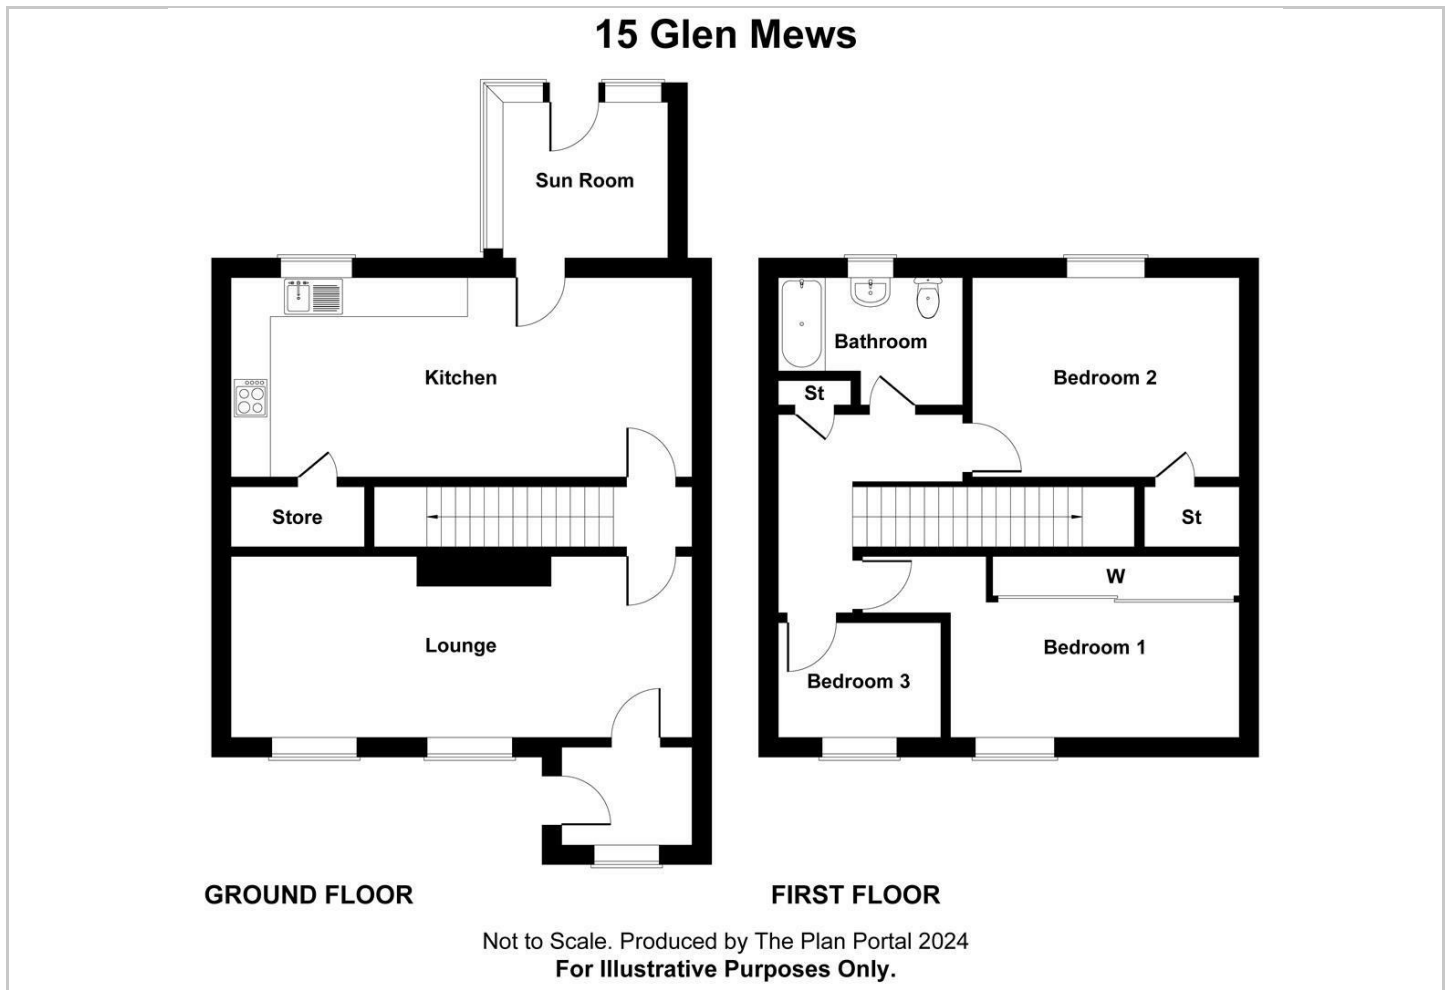 15 Glen Mews
Sun Room
Kitchen
Store
Lounge
GROUND FLOOR
Bathroom
St
Bedroom 2
St
W
Bedroom 1
Bedroom 3
FIRST FLOOR
Not to Scale. Produced by The Plan Portal 2024
For Illustrative Purposes Only.